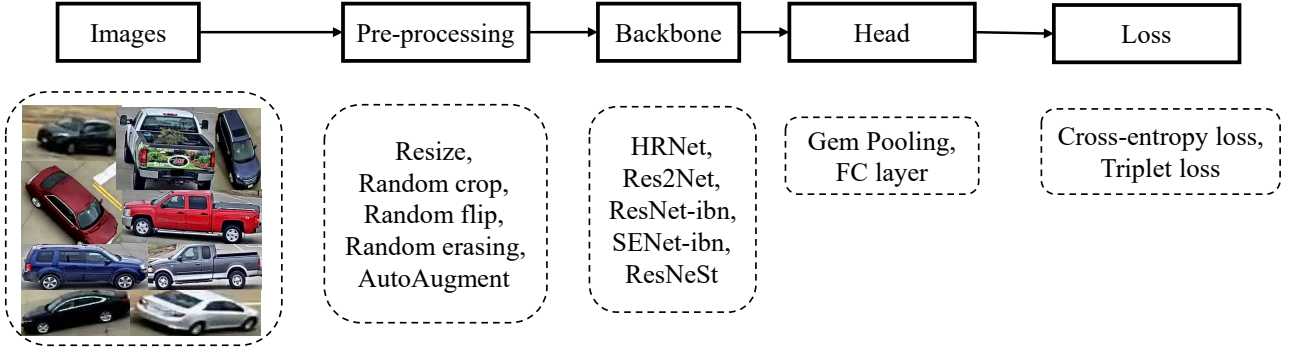 Images
Pre-processing
Backbone
Head
Loss
Resize,
Random crop,
Random flip,
Random erasing,
AutoAugment
HRNet,
Res2Net,
ResNet-ibn,
SENet-ibn,
ResNeSt
Gem Pooling,
FC layer
Cross-entropy loss,
Triplet loss